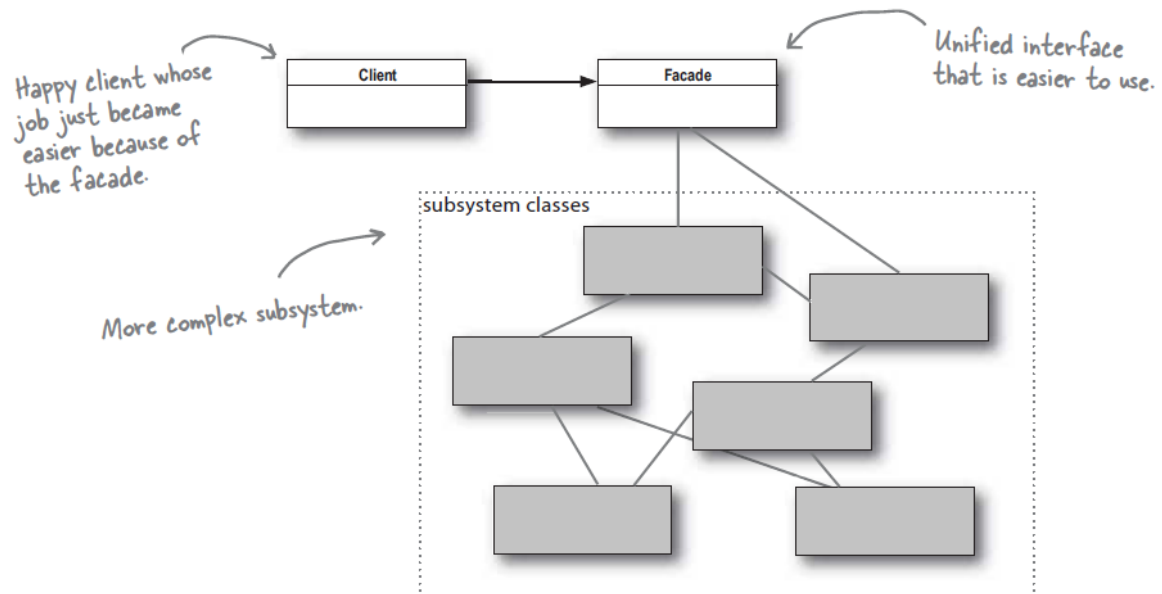 Client
Facade
Unified interface
that is easier to use.
Happy client whose
job just became
easier because of
the facade.
subsystem classes
More complex subsystem.